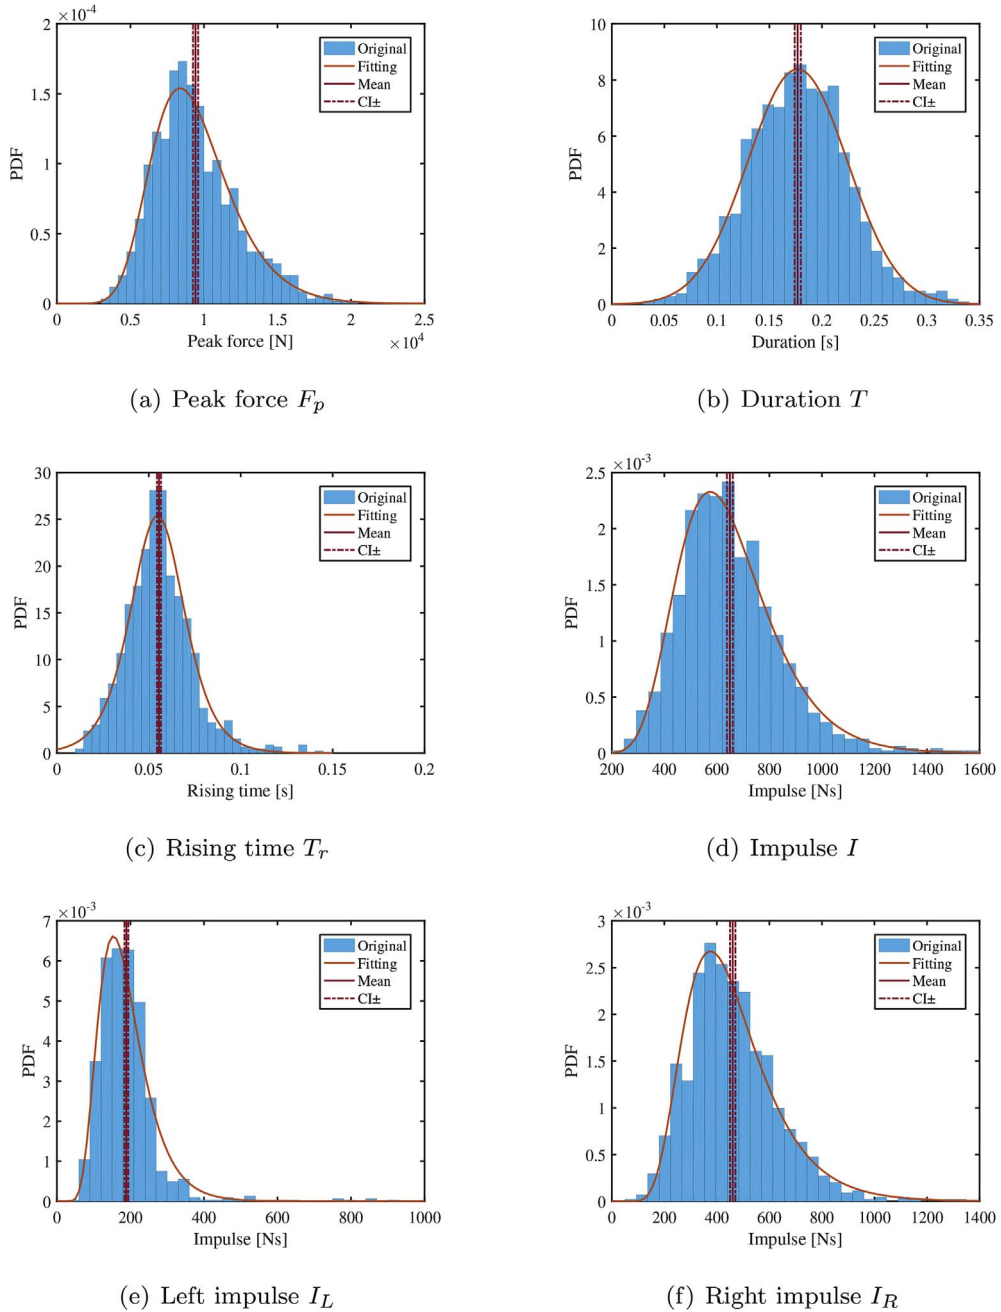 2 ×10-4
1.5
1
0.5
0
PDF
Original
Fitting
Mean
CI±
0 0.5 1 1.5 2 2.5
Peak force [N] ×104
(a) Peak force Fp
10
8
6
4
2
0
PDF
Original
Fitting
Mean
CI±
0 0.05 0.1 0.15 0.2 0.25 0.3 0.35
Duration [s]
(b) Duration T
30
25
20
15
10
5
0
PDF
Original
Fitting
Mean
CI±
0 0.05 0.1 0.15 0.2
Rising time [s]
(c) Rising time Tr
×10-3
2.5
2
1.5
1
0.5
0
PDF
Original
Fitting
Mean
CI±
200 400 600 800 1000 1200 1400 1600
Impulse [Ns]
(d) Impulse I
×10-3
7
6
5
4
3
2
1
0
PDF
Original
Fitting
Mean
CI±
0 200 400 600 800 1000
Impulse [Ns]
(e) Left impulse IL
×10-3
3
2.5
2
1.5
1
0.5
0
PDF
Original
Fitting
Mean
CI±
0 200 400 600 800 1000 1200 1400
Impulse [Ns]
(f) Right impulse IR